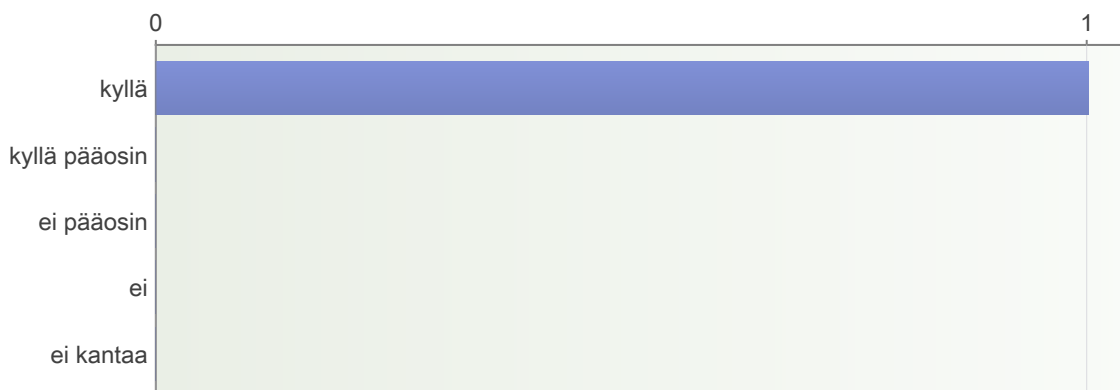 0 1
kyllä
kyllä pääosin
ei pääosin
ei
ei kantaa